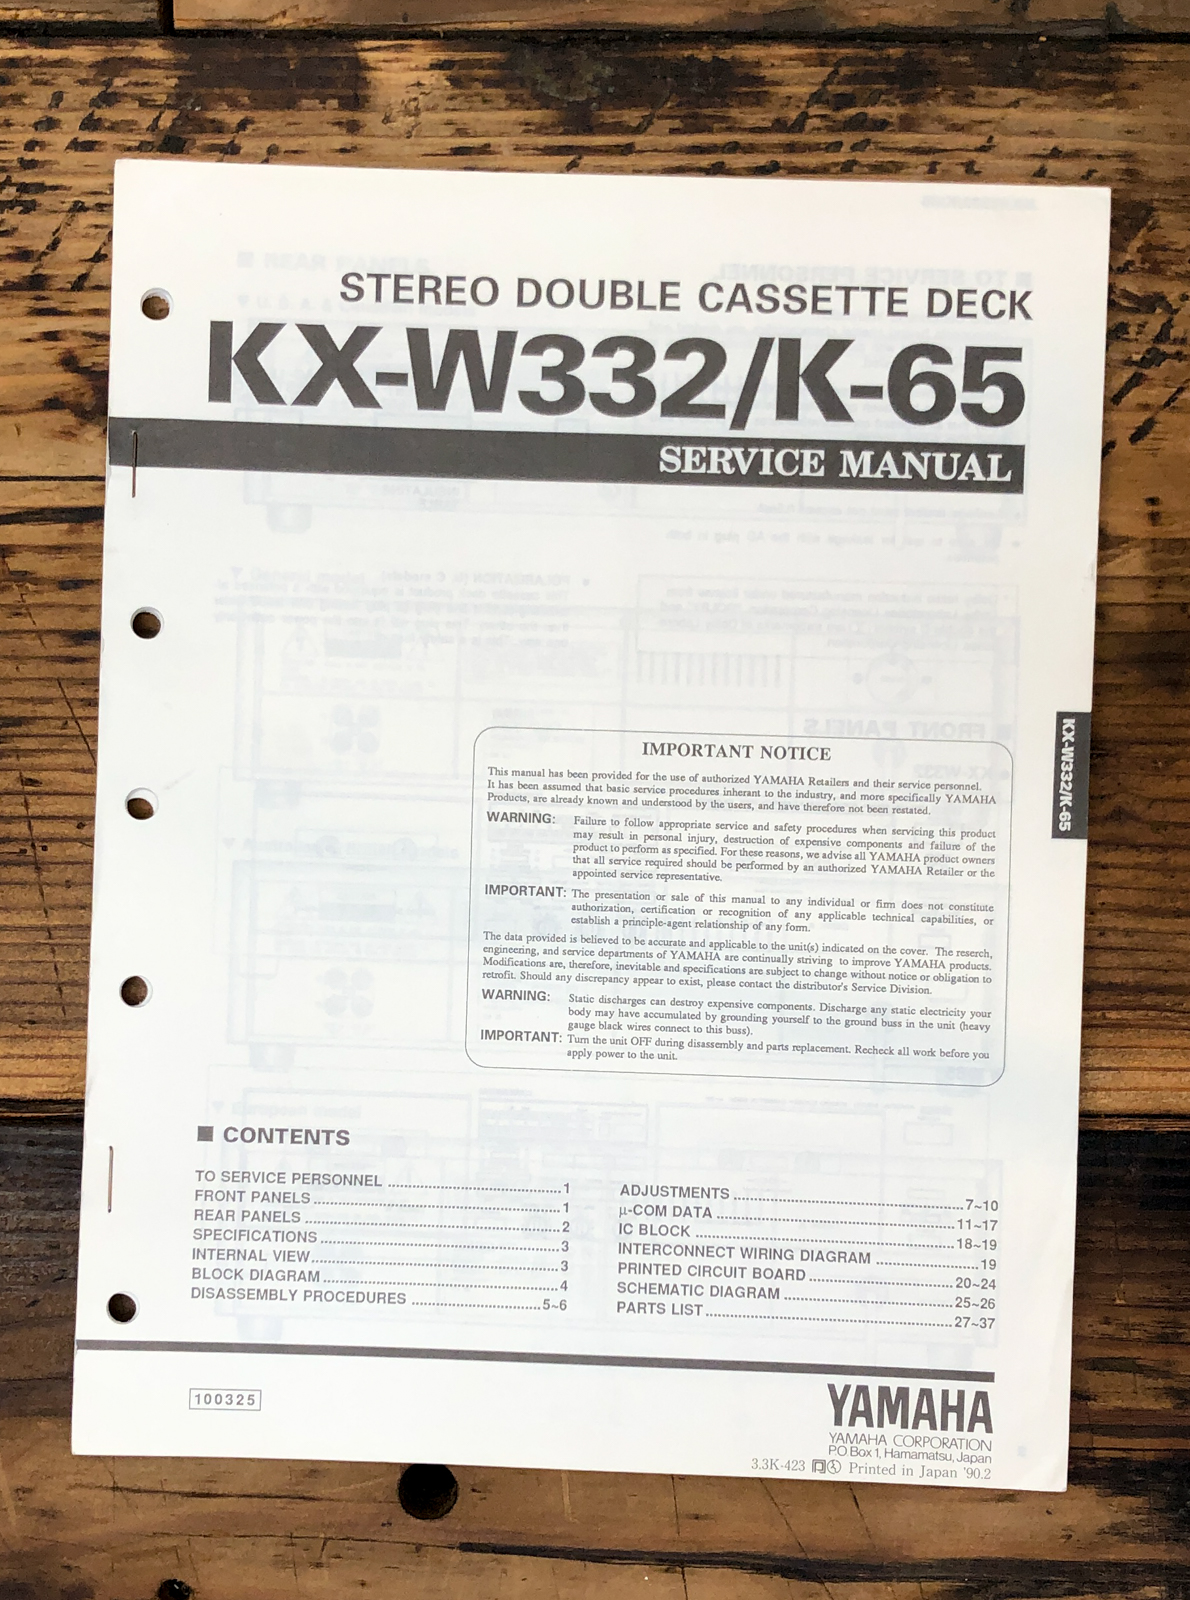 STEREO DOUBLE CASSETTE DECK
KX-W332/K-65
SERVICE MANUAL
KX-W332/K-65
IMPORTANT NOTICE
This manual has been provided for the use of authorized YAMAHA Retailers and their service personnel.
It has been assumed that basic service procedures inherant to the industry, and more specifically YAMAHA
Products, are already known and understood by the users, and have therefore not been restated.
WARNING: Failure to follow appropriate service and safety procedures when servicing this product
may result in personal injury, destruction of expensive components and failure of the
product to perform as specified. For these reasons, we advise all YAMAHA product owners
that all service required should be performed by an authorized YAMAHA Retailer or the
appointed service representative.
IMPORTANT: The presentation or sale of this manual to any individual or firm does not constitute
authorization, certification or recognition of any applicable technical capabilities, or
establish a principle-agent relationship of any form.
The data provided is believed to be accurate and applicable to the unit(s) indicated on the cover. The reserch,
engineering, and service departments of YAMAHA are continually striving to improve YAMAHA products.
Modifications are, therefore, inevitable and specifications are subject to change without notice or obligation to
retrofit. Should any discrepancy appear to exist, please contact the distributor's Service Division.
WARNING: Static discharges can destroy expensive components. Discharge any static electricity your
body may have accumulated by grounding yourself to the ground buss in the unit (heavy
gauge black wires connect to this buss).
IMPORTANT: Turn the unit OFF during disassembly and parts replacement. Recheck all work before you
apply power to the unit.
■ CONTENTS
TO SERVICE PERSONNEL ........................................1
FRONT PANELS ........................................1
REAR PANELS ........................................2
SPECIFICATIONS ........................................3
INTERNAL VIEW ........................................3
BLOCK DIAGRAM ........................................4
DISASSEMBLY PROCEDURES ..............................5~6
ADJUSTMENTS ........................................7~10
µ-COM DATA ........................................11~17
IC BLOCK ........................................18~19
INTERCONNECT WIRING DIAGRAM ..........................19
PRINTED CIRCUIT BOARD ..............................20~24
SCHEMATIC DIAGRAM ..............................25~26
PARTS LIST ........................................27~37
100325
YAMAHA
YAMAHA CORPORATION
P.O.Box 1, Hamamatsu, Japan
3.3K-423 Printed in Japan '90.2